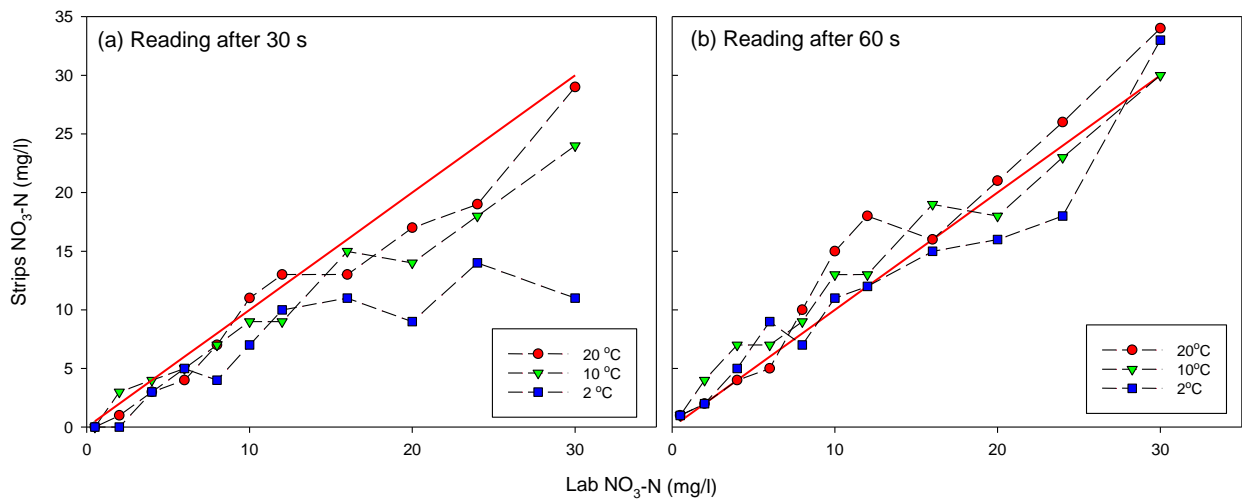 (a) Reading after 30 s
(b) Reading after 60 s
Strips NO3-N (mg/l)
35
30
25
20
15
10
5
0
20 °C
10 °C
2 °C
20°C
10°C
2°C
0 10 20 30
0 10 20 30
Lab NO3-N (mg/l)